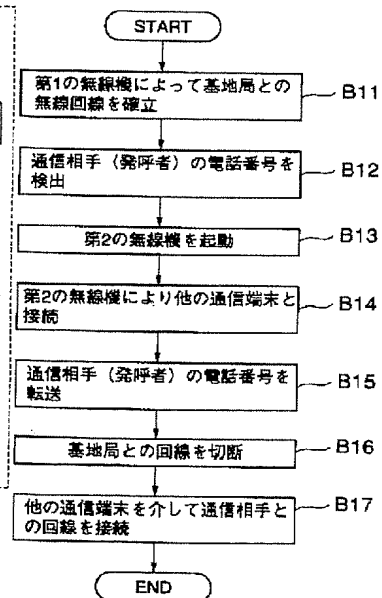 START
第1の無線機によって基地局との
無線回線を確立
B11
通信相手（発呼者）の電話番号を
検出
B12
第2の無線機を起動
B13
第2の無線機により他の通信端末と
接続
B14
通信相手（発呼者）の電話番号を
転送
B15
基地局との回線を切断
B16
他の通信端末を介して通信相手と
の回線を接続
B17
END